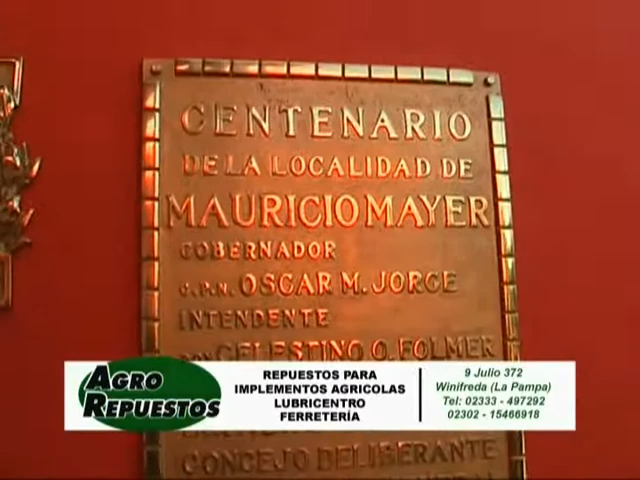 CENTENARIO
DE LA LOCALIDAD DE
MAURICIO MAYER
GOBERNADOR
C.P.N. OSCAR M. JORGE
INTENDENTE
DON CELESTINO O. FOLMER
AGRO
REPUESTOS
REPUESTOS PARA
IMPLEMENTOS AGRICOLAS
LUBRICENTRO
FERRETERÍA
9 Julio 372
Winifreda (La Pampa)
Tel: 02333 - 497292
02302 - 15466918
CONCEJO DELIBERANTE